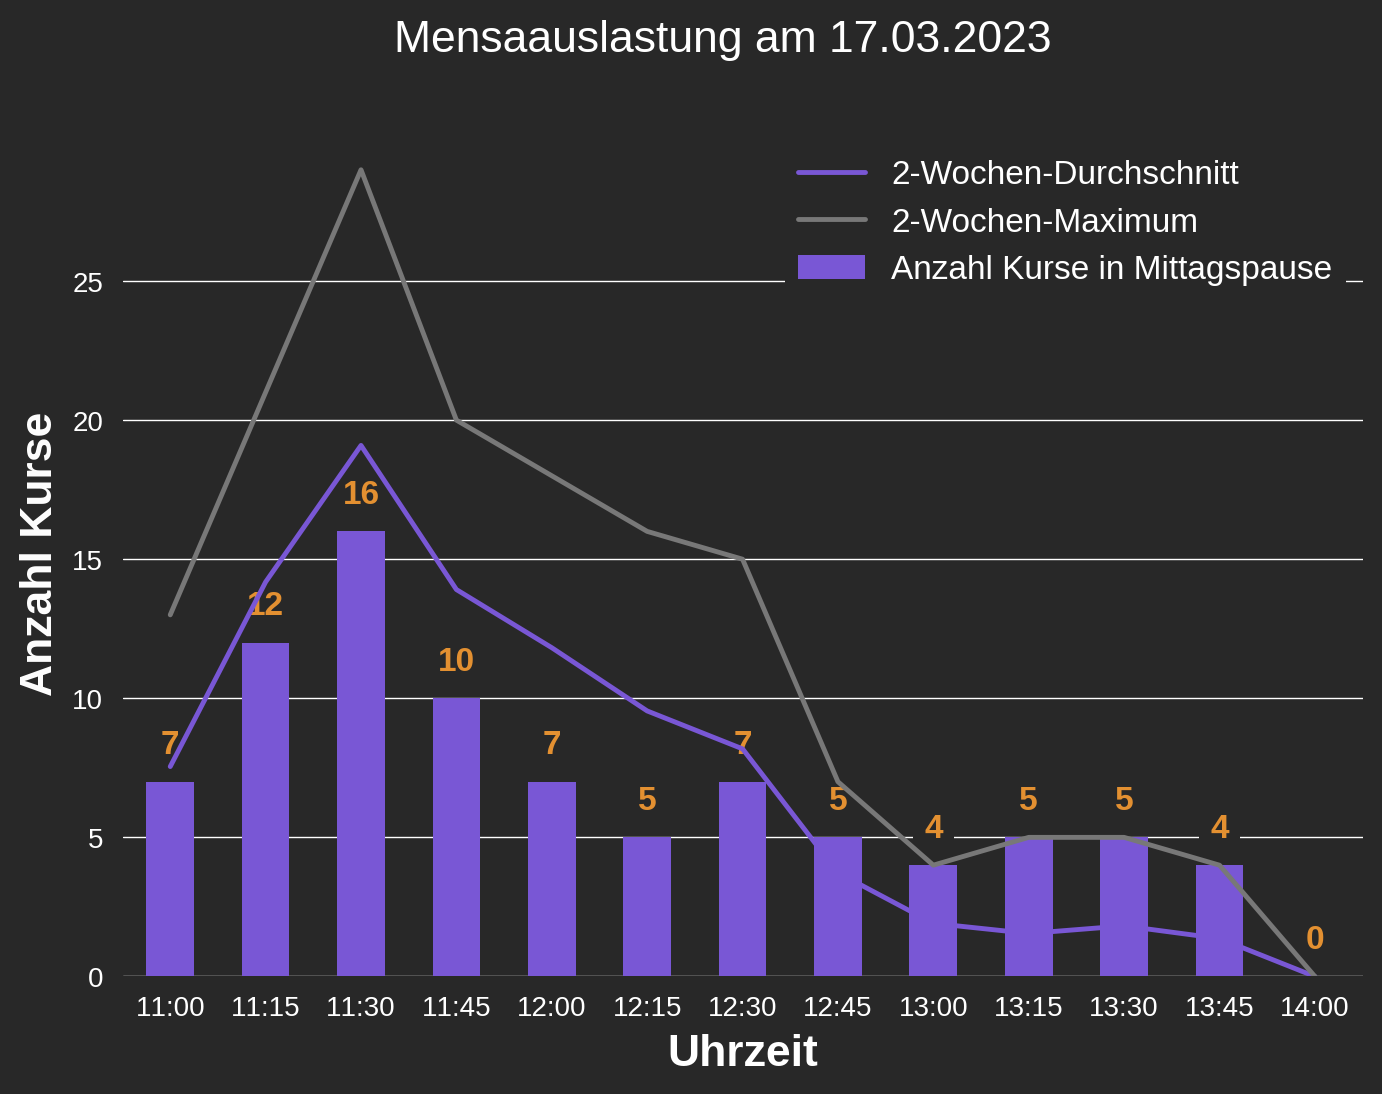 Mensaauslastung am 17.03.2023
2-Wochen-Durchschnitt
2-Wochen-Maximum
Anzahl Kurse in Mittagspause
Anzahl Kurse
25
20
15
10
5
0
7
12
16
10
7
5
7
5
4
5
5
4
0
11:00 11:15 11:30 11:45 12:00 12:15 12:30 12:45 13:00 13:15 13:30 13:45 14:00
Uhrzeit